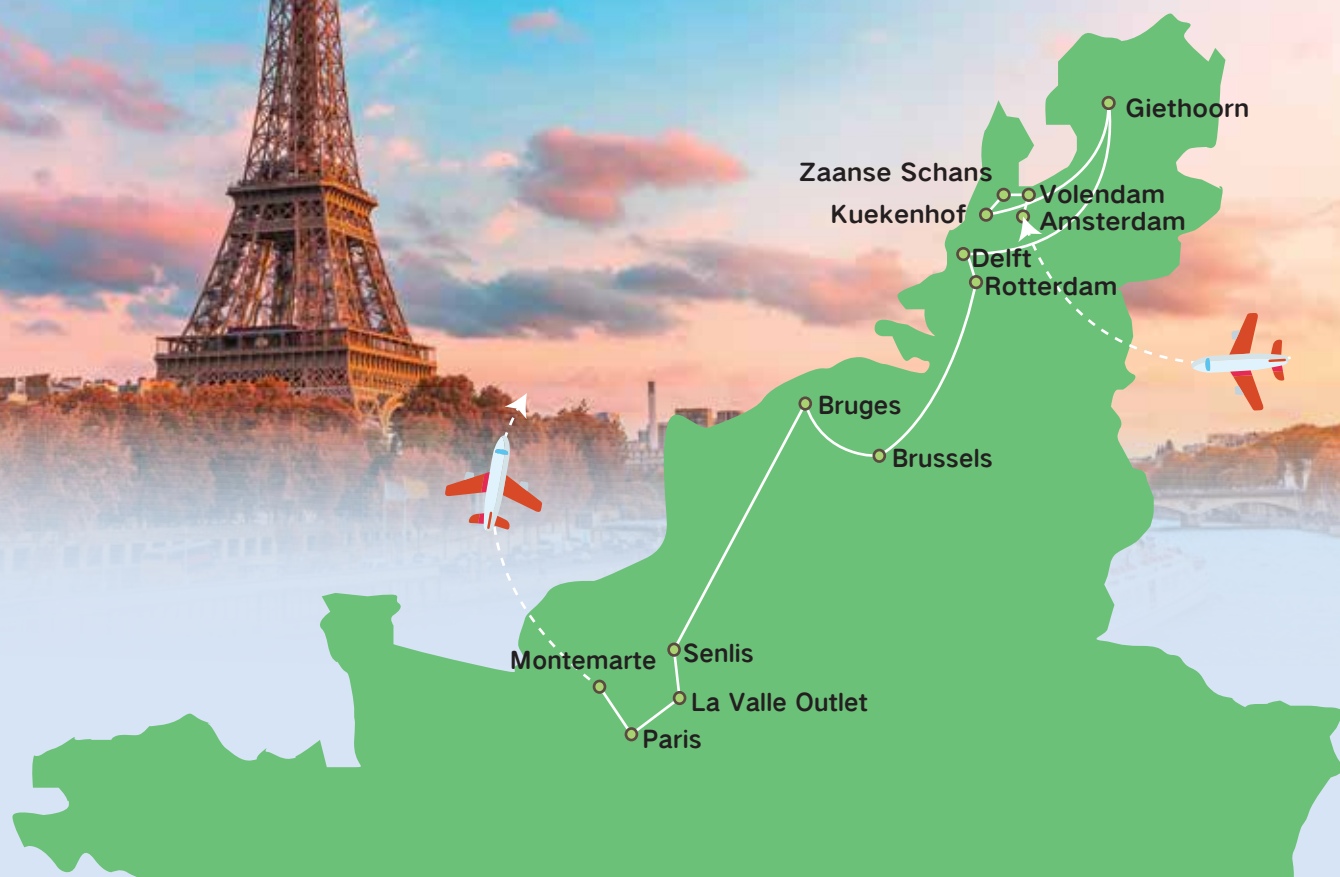 Giethoorn
Zaanse Schans
Volendam
Kuekenhof
Amsterdam
Delft
Rotterdam
Bruges
Brussels
Senlis
Montemarte
La Valle Outlet
Paris